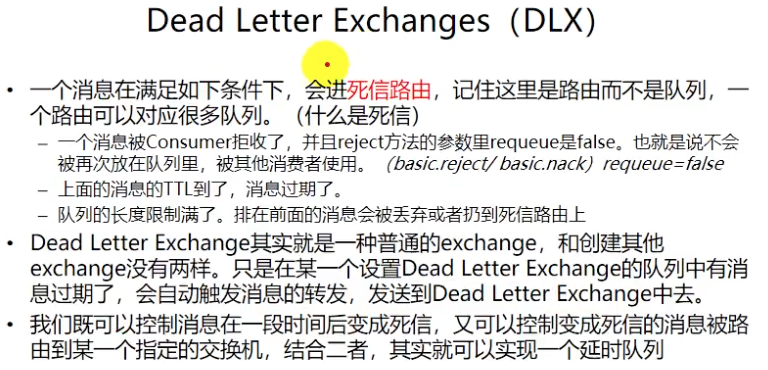 Dead Letter Exchanges（DLX）
• 一个消息在满足如下条件下，会进死信路由，记住这里是路由而不是队列，一
个路由可以对应很多队列。（什么是死信）
– 一个消息被Consumer拒收了，并且reject方法的参数里requeue是false。也就是说不会
被再次放在队列里，被其他消费者使用。（basic.reject/ basic.nack）requeue=false
– 上面的消息的TTL到了，消息过期了。
– 队列的长度限制满了。排在前面的消息会被丢弃或者扔到死信路由上
• Dead Letter Exchange其实就是一种普通的exchange，和创建其他
exchange没有两样。只是在某一个设置Dead Letter Exchange的队列中有消
息过期了，会自动触发消息的转发，发送到Dead Letter Exchange中去。
• 我们既可以控制消息在一段时间后变成死信，又可以控制变成死信的消息被路
由到某一个指定的交换机，结合二者，其实就可以实现一个延时队列